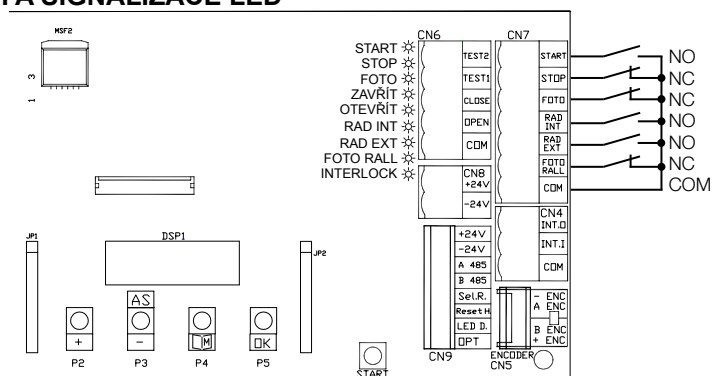 A SIGNALIZACE LED
MSF2
3
1
START
STOP
FOTO
ZAVŘÍT
OTEVŘÍT
RAD INT
RAD EXT
FOTO RALL
INTERLOCK
CN6
TEST2
TEST1
CLOSE
OPEN
COM
CN8
+24V
-24V
CN7
START
STOP
FOTO
RAD
INT
RAD
EXT
FOTO
RALL
COM
NO
NC
NC
NO
NO
NC
COM
CN4
INT.O
INT.I
COM
+24V
-24V
A 485
B 485
Sel.R.
Reset H.
LED D.
OPT
CN9
- ENC
A ENC
B ENC
+ ENC
ENCODER
CN5
JP1
DSP1
JP2
AS
+
-
M
OK
P2
P3
P4
P5
START